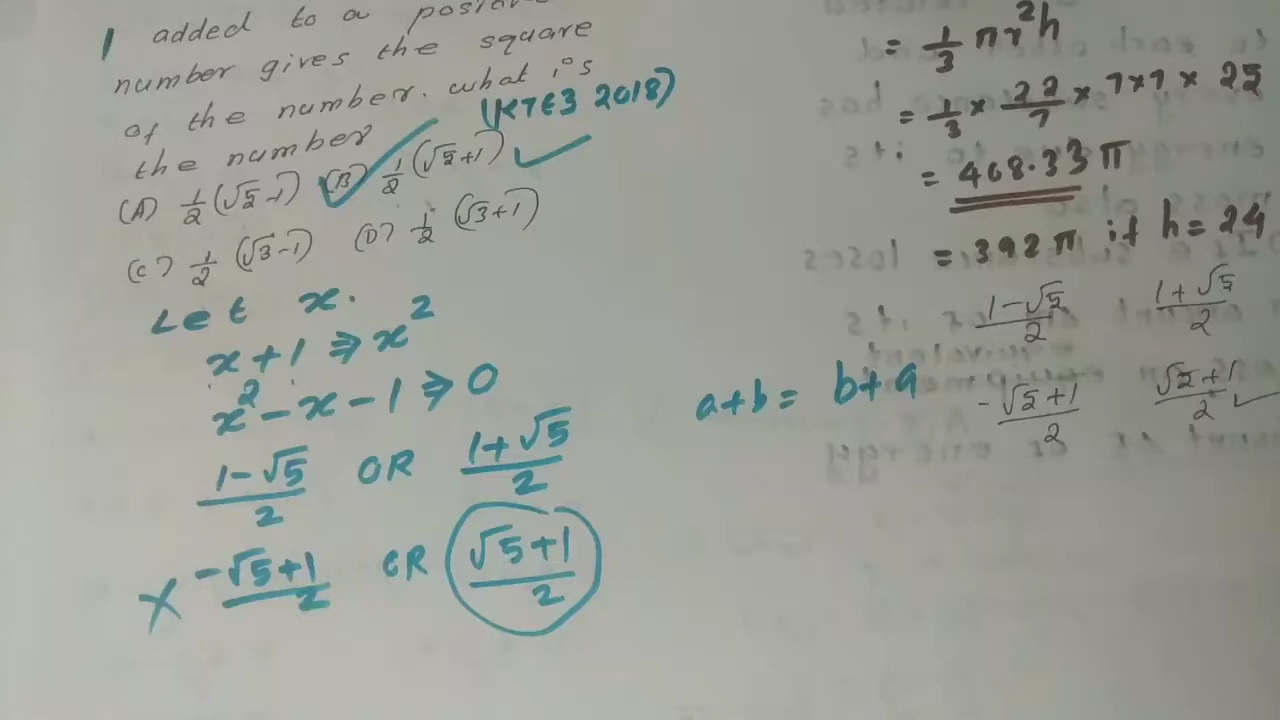 1 added to a
number gives the square
of the number. what is
the number (KTE3 2018)
(A) 1/2 (√5-1) (B) 1/2 (√5+1) ✓
(C) 1/2 (√3-1) (D) 1/2 (√3+1)
Let x.
x+1 ⇒ x²
x² - x - 1 ⇒ 0
1-√5/2 OR 1+√5/2
X -√5+1/2 OR √5+1/2
= 1/3 πr²h
= 1/3 × 22/7 × 7×7 × 25
= 408.33 π
= 392 π if h = 24
1-√5/2 1+√5/2
a+b = b+a
-√5+1/2 √5+1/2 ✓